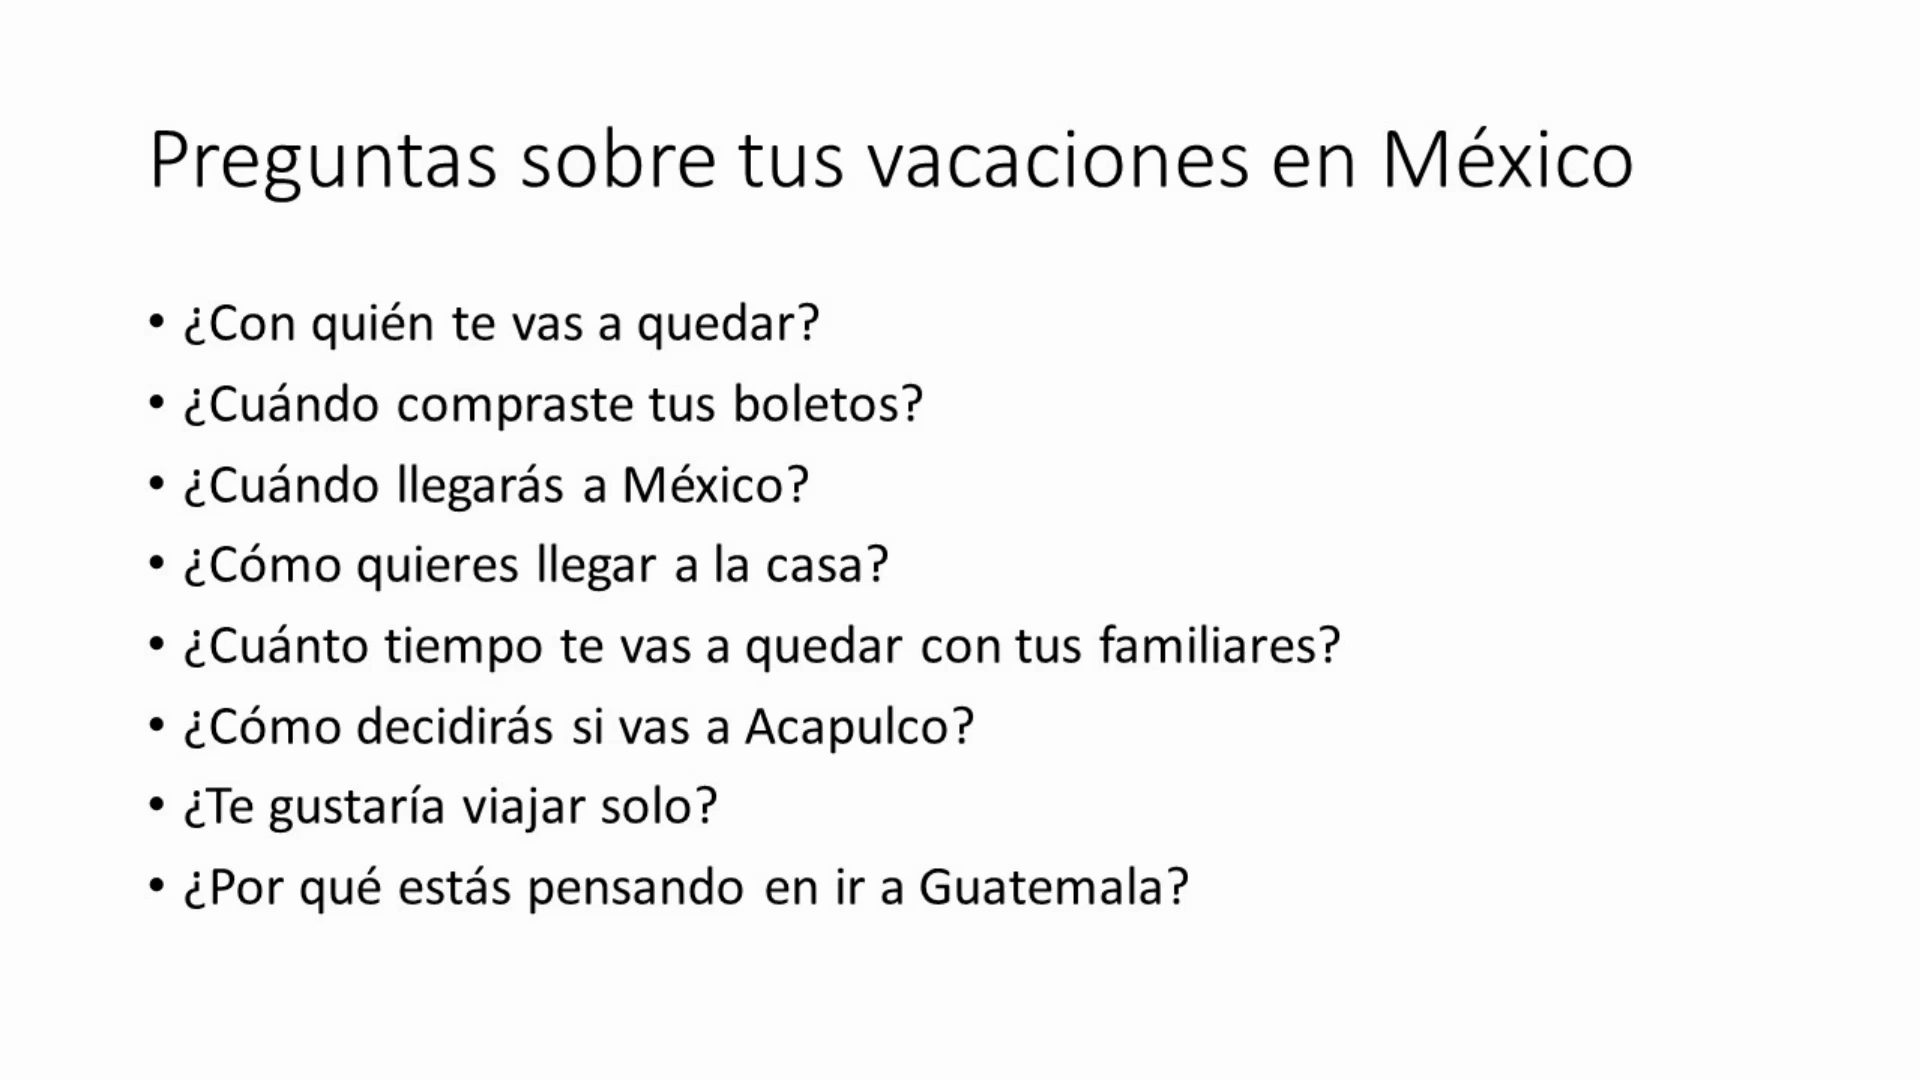 Preguntas sobre tus vacaciones en México
• ¿Con quién te vas a quedar?
• ¿Cuándo compraste tus boletos?
• ¿Cuándo llegarás a México?
• ¿Cómo quieres llegar a la casa?
• ¿Cuánto tiempo te vas a quedar con tus familiares?
• ¿Cómo decidirás si vas a Acapulco?
• ¿Te gustaría viajar solo?
• ¿Por qué estás pensando en ir a Guatemala?